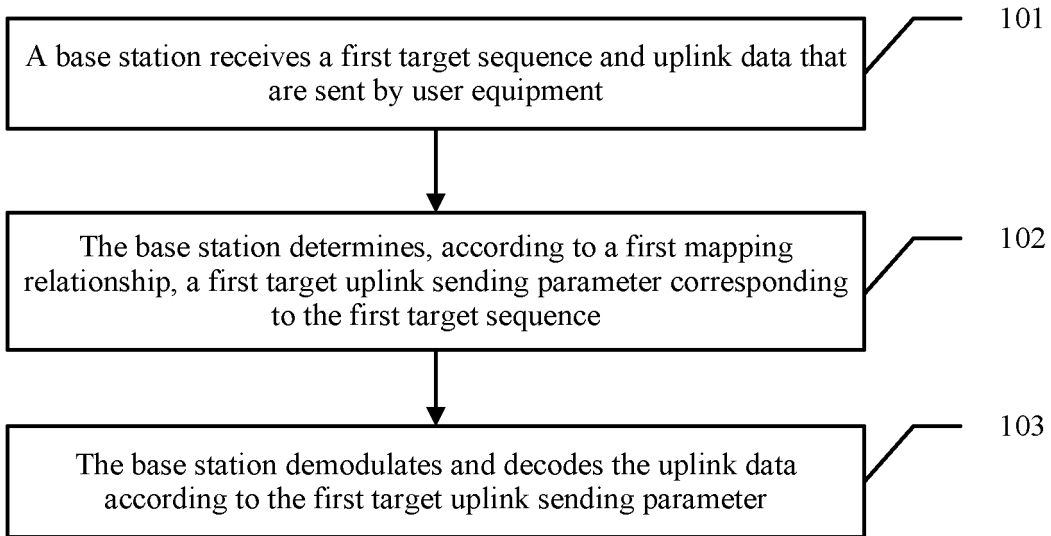 101
A base station receives a first target sequence and uplink data that
are sent by user equipment
102
The base station determines, according to a first mapping
relationship, a first target uplink sending parameter corresponding
to the first target sequence
103
The base station demodulates and decodes the uplink data
according to the first target uplink sending parameter